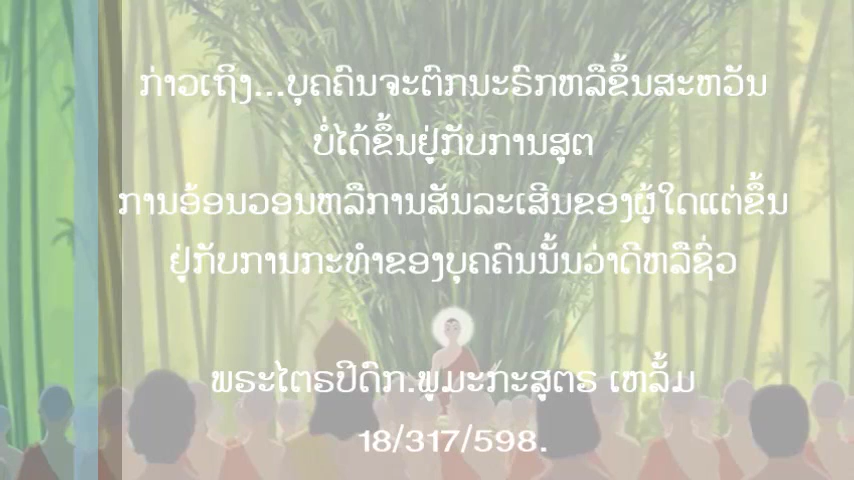 ກ່າວເຖິງ...ບຸຄຄົນຈະຕົກນະຣົກຫລືຂຶ້ນສະຫວັນ
ບໍ່ໄດ້ຂຶ້ນຢູ່ກັບການສຸຕ
ການອ້ອນວອນຫລືການສັນລະເສີນຂອງຜູ້ໃດແຕ່ຂຶ້ນ
ຢູ່ກັບການກະທຳຂອງບຸຄຄົນນັ້ນວ່າດີຫລືຊົ່ວ
ພຣະໄຕຣປິດົກ.ພູມະກະສູຕຣ ເຫລັ້ມ
18/317/598.